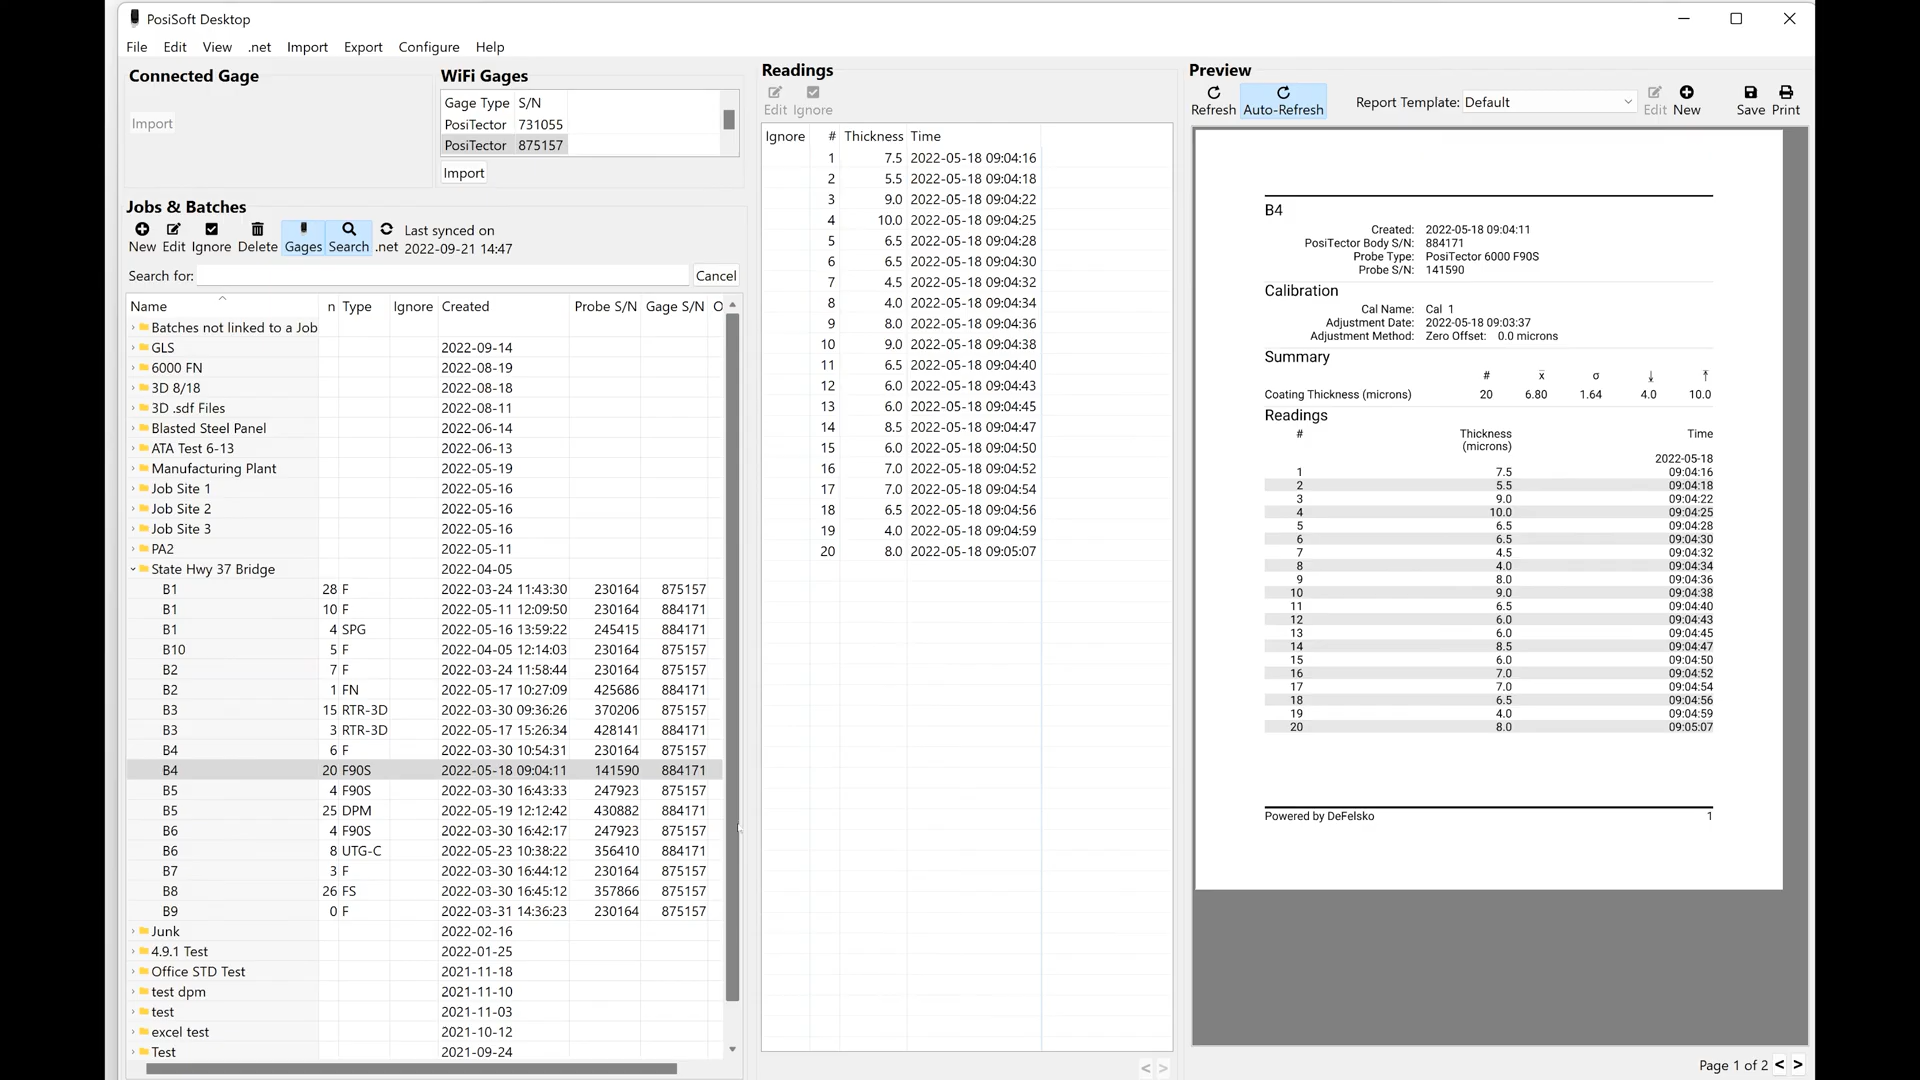 PosiSoft Desktop
File Edit View .net Import Export Configure Help
Connected Gage
Import
WiFi Gages
Gage Type S/N
PosiTector 731055
PosiTector 875157
Import
Jobs & Batches
New Edit Ignore Delete Gages Search .net
Last synced on
2022-09-21 14:47
Search for: Cancel
Name n Type Ignore Created Probe S/N Gage S/N O
Batches not linked to a Job
GLS 2022-09-14
6000 FN 2022-08-19
3D 8/18 2022-08-18
3D .sdf Files 2022-08-11
Blasted Steel Panel 2022-06-14
ATA Test 6-13 2022-06-13
Manufacturing Plant 2022-05-19
Job Site 1 2022-05-16
Job Site 2 2022-05-16
Job Site 3 2022-05-16
PA2 2022-05-11
State Hwy 37 Bridge 2022-04-05
B1 28 F 2022-03-24 11:43:30 230164 875157
B1 10 F 2022-05-11 12:09:50 230164 884171
B1 4 SPG 2022-05-16 13:59:22 245415 884171
B10 5 F 2022-04-05 12:14:03 230164 875157
B2 7 F 2022-03-24 11:58:44 230164 875157
B2 1 FN 2022-05-17 10:27:09 425686 884171
B3 15 RTR-3D 2022-03-30 09:36:26 370206 875157
B3 3 RTR-3D 2022-05-17 15:26:34 428141 884171
B4 6 F 2022-03-30 10:54:31 230164 875157
B4 20 F90S 2022-05-18 09:04:11 141590 884171
B5 4 F90S 2022-03-30 16:43:33 247923 875157
B5 25 DPM 2022-05-19 12:12:42 430882 884171
B6 4 F90S 2022-03-30 16:42:17 247923 875157
B6 8 UTG-C 2022-05-23 10:38:22 356410 884171
B7 3 F 2022-03-30 16:44:12 230164 875157
B8 26 FS 2022-03-30 16:45:12 357866 875157
B9 0 F 2022-03-31 14:36:23 230164 875157
Junk 2022-02-16
4.9.1 Test 2022-01-25
Office STD Test 2021-11-18
test dpm 2021-11-10
test 2021-11-03
excel test 2021-10-12
Test 2021-09-24
Readings
Edit Ignore
Ignore # Thickness Time
1 7.5 2022-05-18 09:04:16
2 5.5 2022-05-18 09:04:18
3 9.0 2022-05-18 09:04:22
4 10.0 2022-05-18 09:04:25
5 6.5 2022-05-18 09:04:28
6 6.5 2022-05-18 09:04:30
7 4.5 2022-05-18 09:04:32
8 4.0 2022-05-18 09:04:34
9 8.0 2022-05-18 09:04:36
10 9.0 2022-05-18 09:04:38
11 6.5 2022-05-18 09:04:40
12 6.0 2022-05-18 09:04:43
13 6.0 2022-05-18 09:04:45
14 8.5 2022-05-18 09:04:47
15 6.0 2022-05-18 09:04:50
16 7.0 2022-05-18 09:04:52
17 7.0 2022-05-18 09:04:54
18 6.5 2022-05-18 09:04:56
19 4.0 2022-05-18 09:04:59
20 8.0 2022-05-18 09:05:07
< >
Preview
Refresh Auto-Refresh Report Template: Default Edit New Save Print
B4
Created: 2022-05-18 09:04:11
PosiTector Body S/N: 884171
Probe Type: PosiTector 6000 F90S
Probe S/N: 141590
Calibration
Cal Name: Cal 1
Adjustment Date: 2022-05-18 09:03:37
Adjustment Method: Zero Offset: 0.0 microns
Summary
# x̄ σ ↓ ↑
Coating Thickness (microns) 20 6.80 1.64 4.0 10.0
Readings
# Thickness Time
(microns)
2022-05-18
1 7.5 09:04:16
2 5.5 09:04:18
3 9.0 09:04:22
4 10.0 09:04:25
5 6.5 09:04:28
6 6.5 09:04:30
7 4.5 09:04:32
8 4.0 09:04:34
9 8.0 09:04:36
10 9.0 09:04:38
11 6.5 09:04:40
12 6.0 09:04:43
13 6.0 09:04:45
14 8.5 09:04:47
15 6.0 09:04:50
16 7.0 09:04:52
17 7.0 09:04:54
18 6.5 09:04:56
19 4.0 09:04:59
20 8.0 09:05:07
Powered by DeFelsko 1
Page 1 of 2 < >